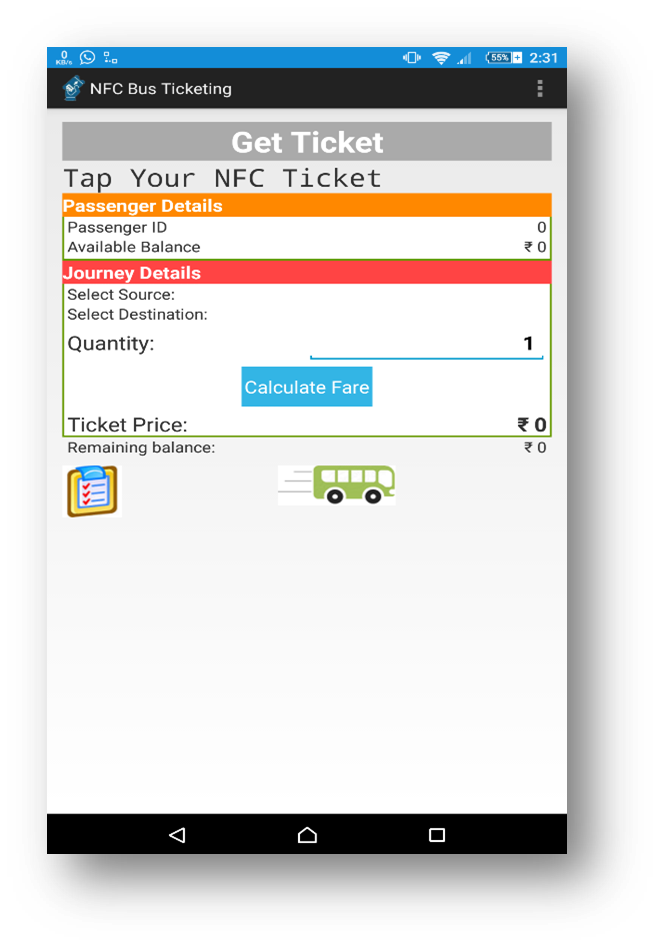 0
KB/s
55%
2:31
NFC Bus Ticketing
Get Ticket
Tap Your NFC Ticket
Passenger Details
Passenger ID 0
Available Balance ₹ 0
Journey Details
Select Source:
Select Destination:
Quantity: 1
Calculate Fare
Ticket Price: ₹ 0
Remaining balance: ₹ 0